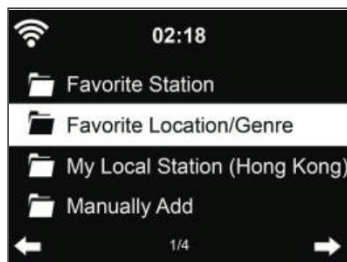 02:18
Favorite Station
Favorite Location/Genre
My Local Station (Hong Kong)
Manually Add
1/4